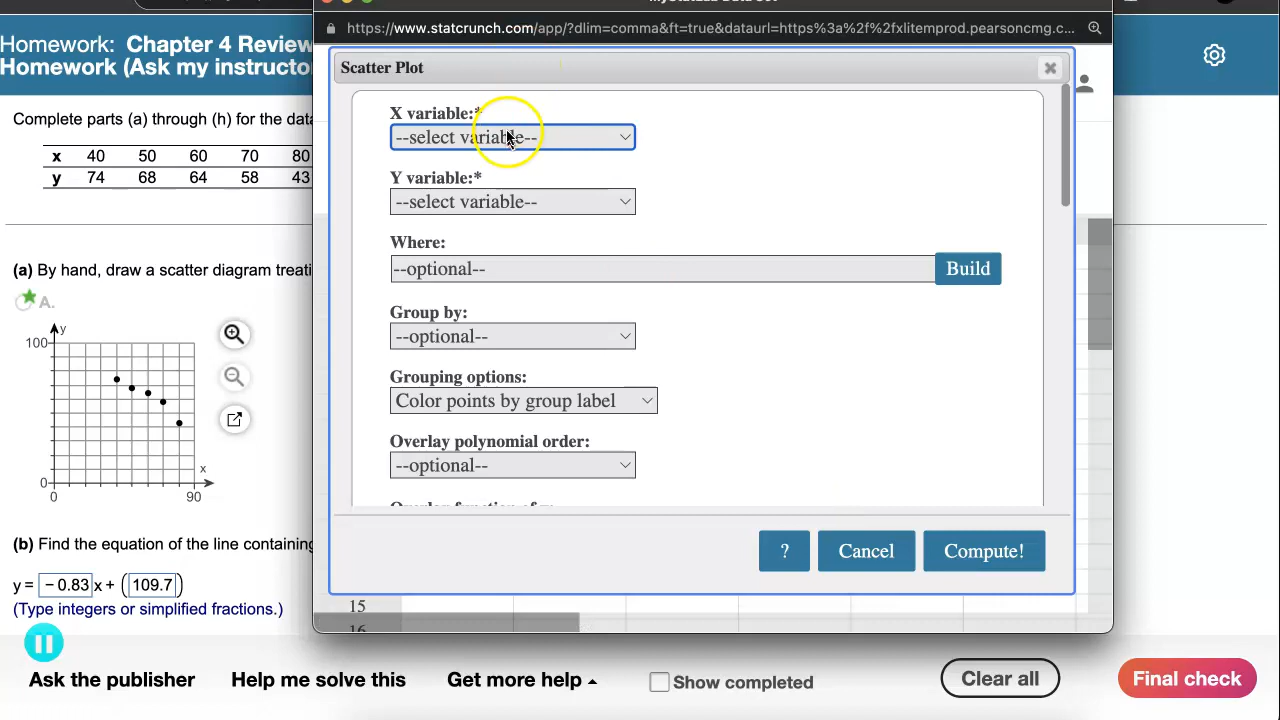 https://www.statcrunch.com/app/?dlim=comma&ft=true&dataurl=https%3a%2f%2fxlitemprod.pearsoncmg.c...
Homework: Chapter 4 Review
Homework (Ask my instructo
Scatter Plot
Complete parts (a) through (h) for the data
x 40 50 60 70 80
y 74 68 64 58 43
X variable:*
--select variable--
Y variable:*
--select variable--
Where:
--optional--
Build
Group by:
--optional--
Grouping options:
Color points by group label
Overlay polynomial order:
--optional--
? Cancel Compute!
15
16
(a) By hand, draw a scatter diagram treati
A.
y
100
0
x
0 90
(b) Find the equation of the line containing
y = − 0.83 x + (109.7)
(Type integers or simplified fractions.)
Ask the publisher Help me solve this Get more help Show completed Clear all Final check